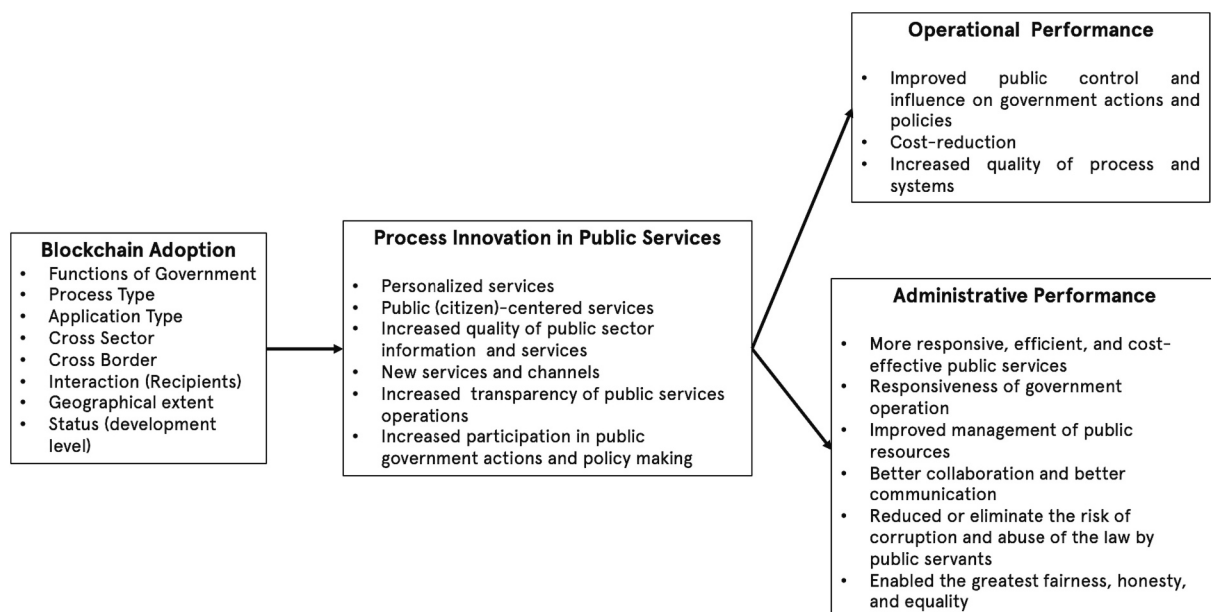 Blockchain Adoption
• Functions of Government
• Process Type
• Application Type
• Cross Sector
• Cross Border
• Interaction (Recipients)
• Geographical extent
• Status (development
level)
Process Innovation in Public Services
• Personalized services
• Public (citizen)-centered services
• Increased quality of public sector
information and services
• New services and channels
• Increased transparency of public services
operations
• Increased participation in public
government actions and policy making
Operational Performance
• Improved public control and
influence on government actions and
policies
• Cost-reduction
• Increased quality of process and
systems
Administrative Performance
• More responsive, efficient, and cost-
effective public services
• Responsiveness of government
operation
• Improved management of public
resources
• Better collaboration and better
communication
• Reduced or eliminate the risk of
corruption and abuse of the law by
public servants
• Enabled the greatest fairness, honesty,
and equality